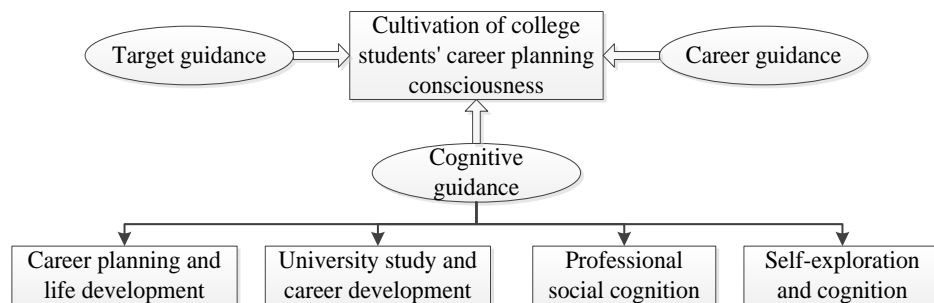 Cultivation of college
students' career planning
consciousness
Target guidance
Career guidance
Cognitive
guidance
Career planning and
life development
University study and
career development
Professional
social cognition
Self-exploration
and cognition